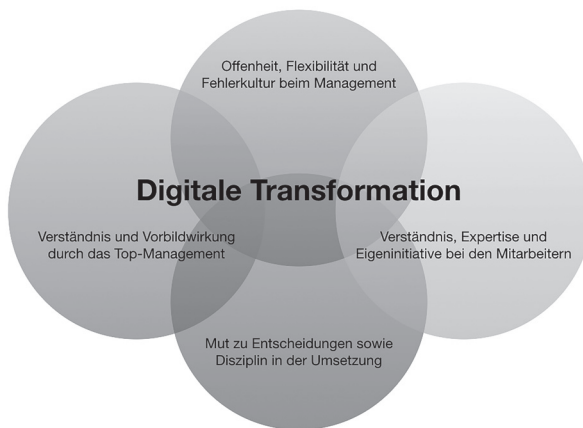 Offenheit, Flexibilität und
Fehlerkultur beim Management
Digitale Transformation
Verständnis und Vorbildwirkung
durch das Top-Management
Verständnis, Expertise und
Eigeninitiative bei den Mitarbeitern
Mut zu Entscheidungen sowie
Disziplin in der Umsetzung